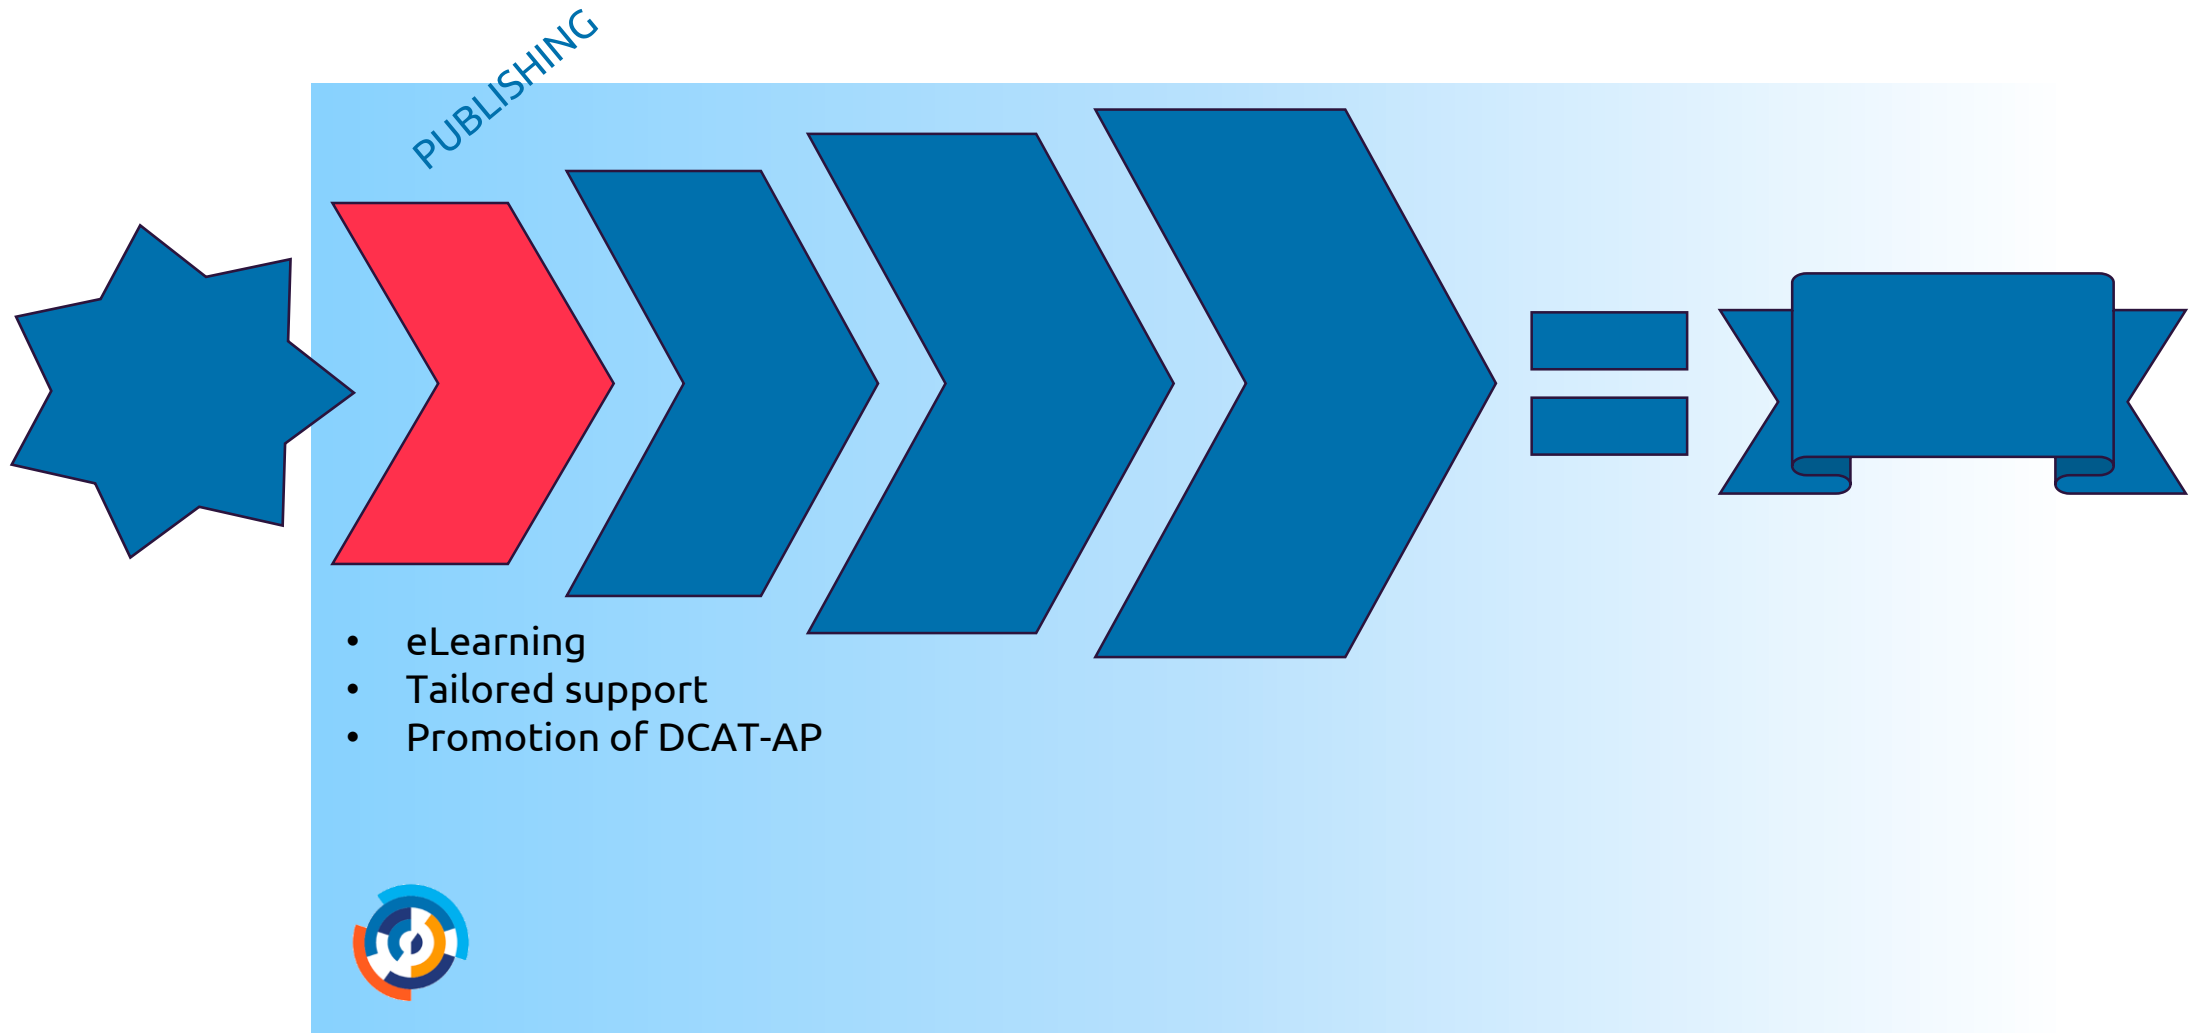 PUBLISHING
• eLearning
• Tailored support
• Promotion of DCAT-AP